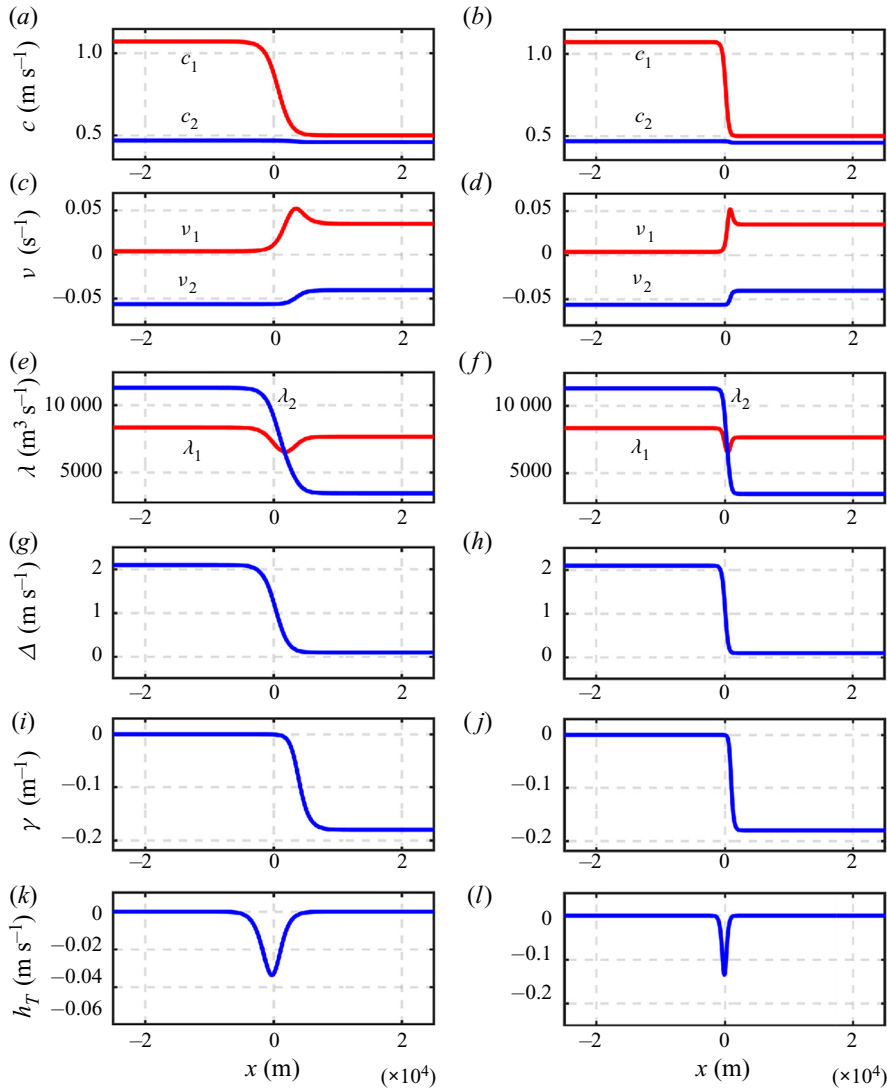 (a) (b)
1.0 1.0
c₁ c₁
c (m s⁻¹)
c₂ c₂
0.5 0.5
−2 0 2 −2 0 2
(c) (d)
0.05 0.05
ν₁ ν₁
ν (s⁻¹)
0 0
ν₂ ν₂
−0.05 −0.05
−2 0 2 −2 0 2
(e) (f)
λ₂ λ₂
10 000 10 000
λ (m³ s⁻¹)
λ₁ λ₁
5000 5000
−2 0 2 −2 0 2
(g) (h)
2 2
Δ (m s⁻¹)
1 1
0 0
−2 0 2 −2 0 2
(i) (j)
0 0
γ (m⁻¹)
−0.1 −0.1
−0.2 −0.2
−2 0 2 −2 0 2
(k) (l)
0 0
h_T (m s⁻¹)
−0.02 −0.1
−0.04
−0.2
−0.06
−2 0 2 −2 0 2
x (m) (×10⁴) x (m) (×10⁴)